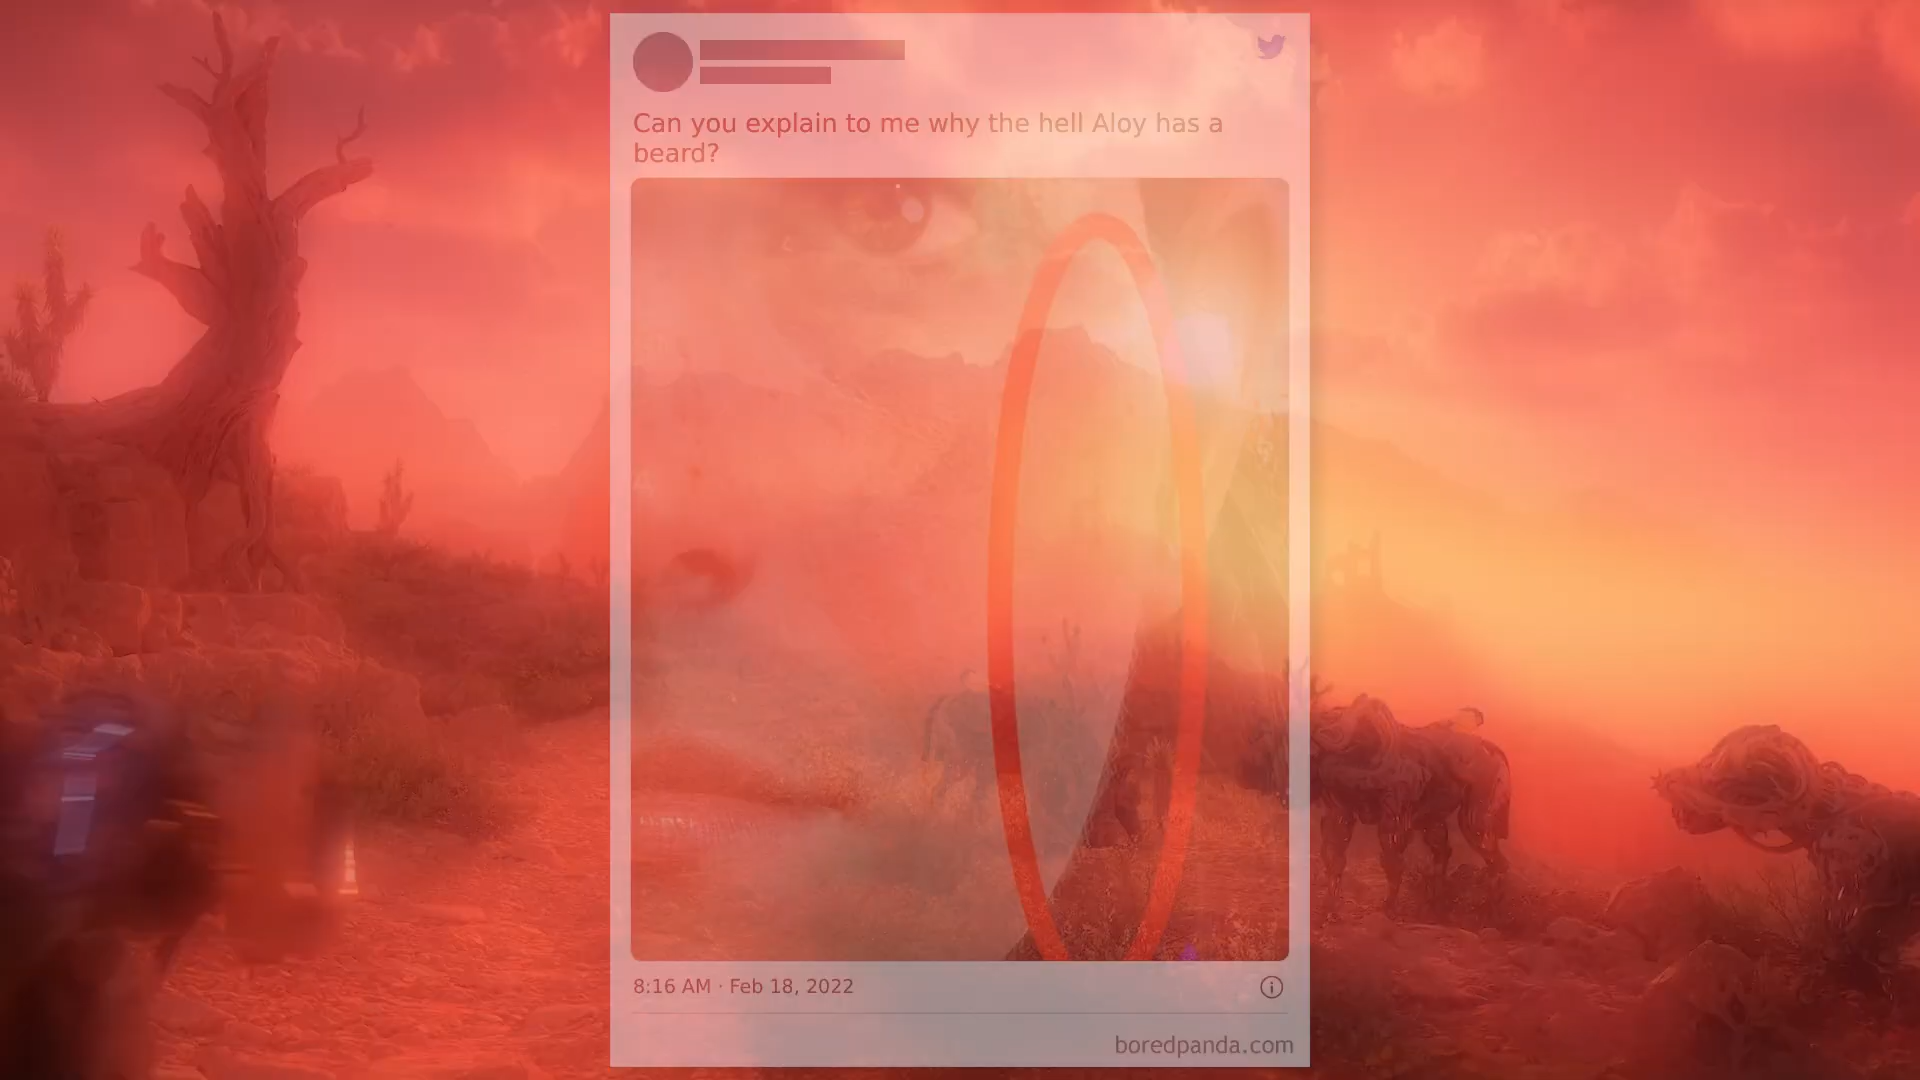 Can you explain to me why the hell Aloy has a
beard?
8:16 AM · Feb 18, 2022
boredpanda.com